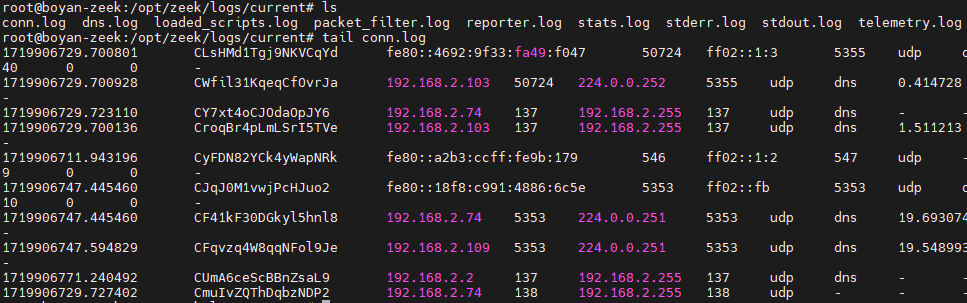 root@boyan-zeek:/opt/zeek/logs/current# ls
conn.log  dns.log  loaded_scripts.log  packet_filter.log  reporter.log  stats.log  stderr.log  stdout.log  telemetry.log
root@boyan-zeek:/opt/zeek/logs/current# tail conn.log
1719906729.700801 CLsHMd1Tgj9NKVCqYd fe80::4692:9f33:fa49:f047 50724 ff02::1:3 5355 udp
40 0 0 -
1719906729.700928 CWfil31KqeqCfOvrJa 192.168.2.103 50724 224.0.0.252 5355 udp dns 0.414728
-
1719906729.723110 CY7xt4oCJOdaOpJY6 192.168.2.74 137 192.168.2.255 137 udp dns - -
1719906729.700136 CroqBr4pLmLSrI5TVe 192.168.2.103 137 192.168.2.255 137 udp dns 1.511213
-
1719906711.943196 CyFDN82YCk4yWapNRk fe80::a2b3:ccff:fe9b:179 546 ff02::1:2 547 udp -
9 0 0 -
1719906747.445460 CJqJ0M1vwjPcHJuo2 fe80::18f8:c991:4886:6c5e 5353 ff02::fb 5353 udp
10 0 0 -
1719906747.445460 CF41kF30DGkyl5hnl8 192.168.2.74 5353 224.0.0.251 5353 udp dns 19.693074
-
1719906747.594829 CFqvzq4W8qqNFol9Je 192.168.2.109 5353 224.0.0.251 5353 udp dns 19.548993
-
1719906771.240492 CUmA6ceScBBnZsaL9 192.168.2.2 137 192.168.2.255 137 udp dns - -
1719906729.727402 CmuIvZQThDqbzNDP2 192.168.2.74 138 192.168.2.255 138 udp - -